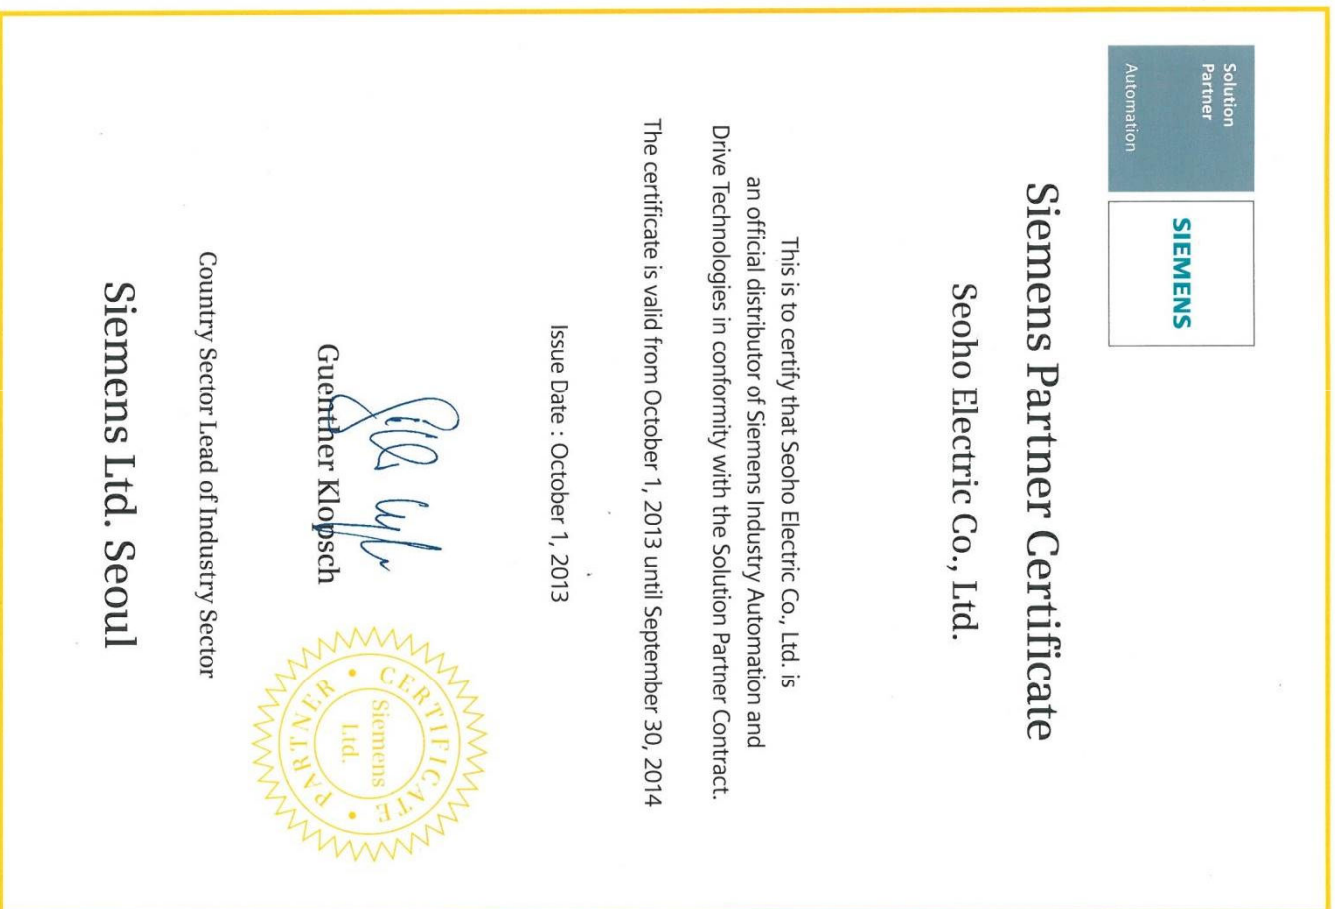 Solution
Partner
Automation
SIEMENS
Siemens Partner Certificate
Seoho Electric Co., Ltd.
This is to certify that Seoho Electric Co., Ltd. is
an official distributor of Siemens Industry Automation and
Drive Technologies in conformity with the Solution Partner Contract.
The certificate is valid from October 1, 2013 until September 30, 2014
Issue Date : October 1, 2013
Guenther Klopsch
Country Sector Lead of Industry Sector
Siemens Ltd. Seoul
CERTIFICATE • PARTNER •
Siemens
Ltd.